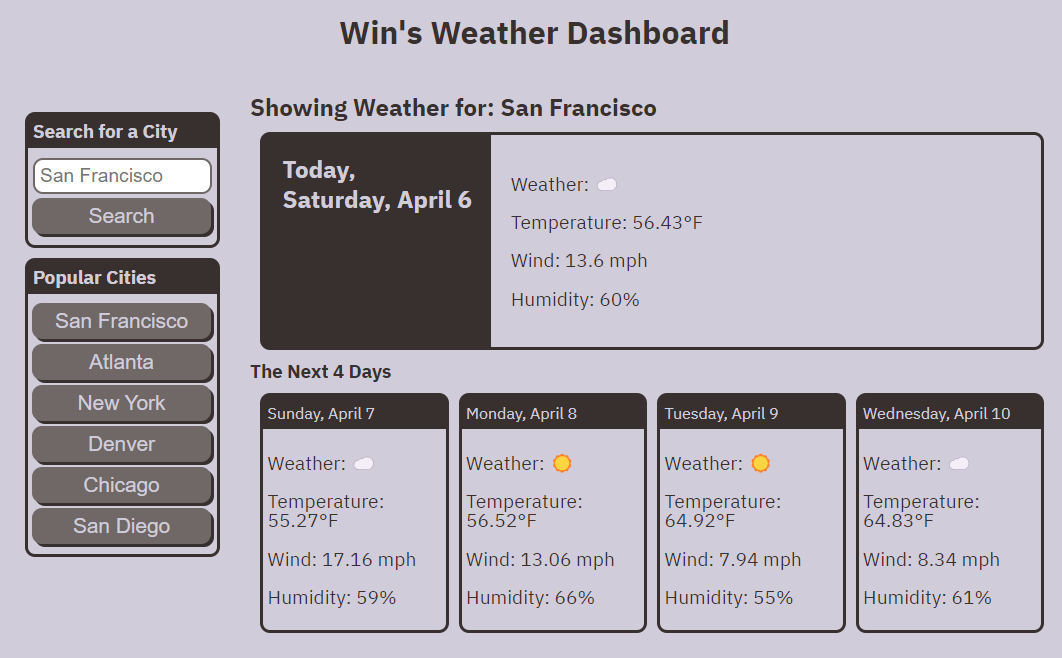 Win's Weather Dashboard
Search for a City
San Francisco
Search
Popular Cities
San Francisco
Atlanta
New York
Denver
Chicago
San Diego
Showing Weather for: San Francisco
Today,
Saturday, April 6
Weather: ☁️
Temperature: 56.43°F
Wind: 13.6 mph
Humidity: 60%
The Next 4 Days
Sunday, April 7
Weather: ☁️
Temperature:
55.27°F
Wind: 17.16 mph
Humidity: 59%
Monday, April 8
Weather: ☀️
Temperature:
56.52°F
Wind: 13.06 mph
Humidity: 66%
Tuesday, April 9
Weather: ☀️
Temperature:
64.92°F
Wind: 7.94 mph
Humidity: 55%
Wednesday, April 10
Weather: ☁️
Temperature:
64.83°F
Wind: 8.34 mph
Humidity: 61%